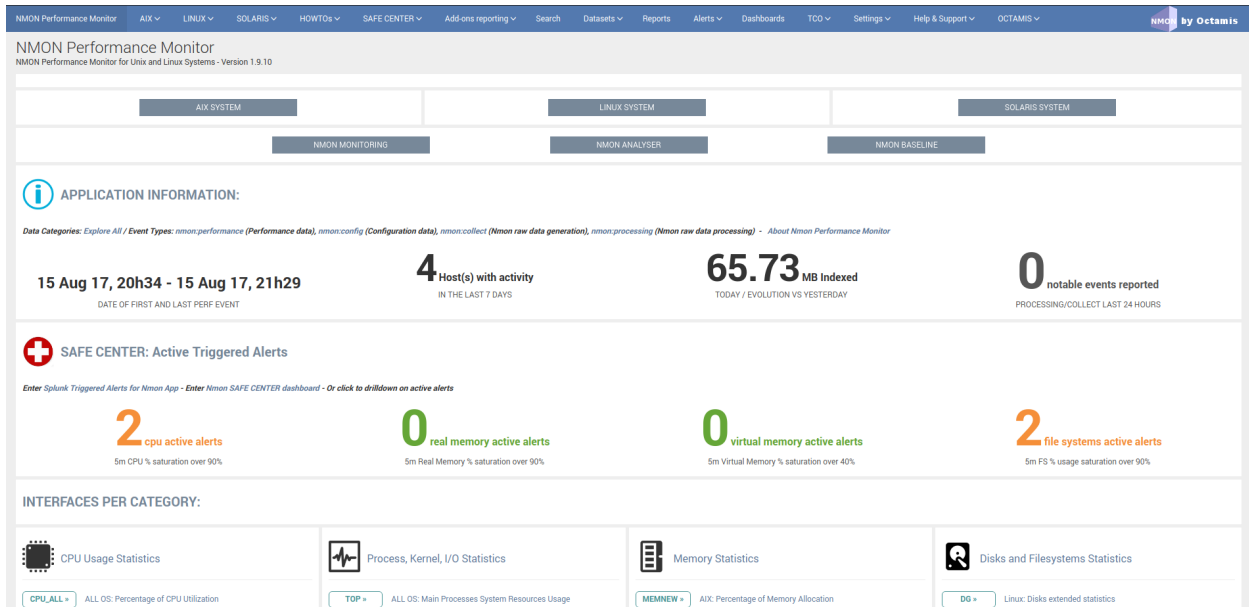 NMON Performance Monitor AIX LINUX SOLARIS HOWTOs SAFE CENTER Add-ons reporting Search Datasets Reports Alerts Dashboards TCO Settings Help & Support OCTAMIS NMON by Octamis
NMON Performance Monitor
NMON Performance Monitor for Unix and Linux Systems - Version 1.9.10
AIX SYSTEM LINUX SYSTEM SOLARIS SYSTEM
NMON MONITORING NMON ANALYSER NMON BASELINE
APPLICATION INFORMATION:
Data Categories: Explore All / Event Types: nmon:performance (Performance data), nmon:config (Configuration data), nmon:collect (Nmon raw data generation), nmon:processing (Nmon raw data processing) - About Nmon Performance Monitor
15 Aug 17, 20h34 - 15 Aug 17, 21h29
DATE OF FIRST AND LAST PERF EVENT
4 Host(s) with activity
IN THE LAST 7 DAYS
65.73 MB Indexed
TODAY / EVOLUTION VS YESTERDAY
0 notable events reported
PROCESSING/COLLECT LAST 24 HOURS
SAFE CENTER: Active Triggered Alerts
Enter Splunk Triggered Alerts for Nmon App - Enter Nmon SAFE CENTER dashboard - Or click to drilldown on active alerts
2 cpu active alerts
5m CPU % saturation over 90%
0 real memory active alerts
5m Real Memory % saturation over 90%
0 virtual memory active alerts
5m Virtual Memory % saturation over 40%
2 file systems active alerts
5m FS % usage saturation over 90%
INTERFACES PER CATEGORY:
CPU Usage Statistics
CPU_ALL » ALL OS: Percentage of CPU Utilization
Process, Kernel, I/O Statistics
TOP » ALL OS: Main Processes System Resources Usage
Memory Statistics
MEMNEW » AIX: Percentage of Memory Allocation
Disks and Filesystems Statistics
DG » Linux: Disks extended statistics